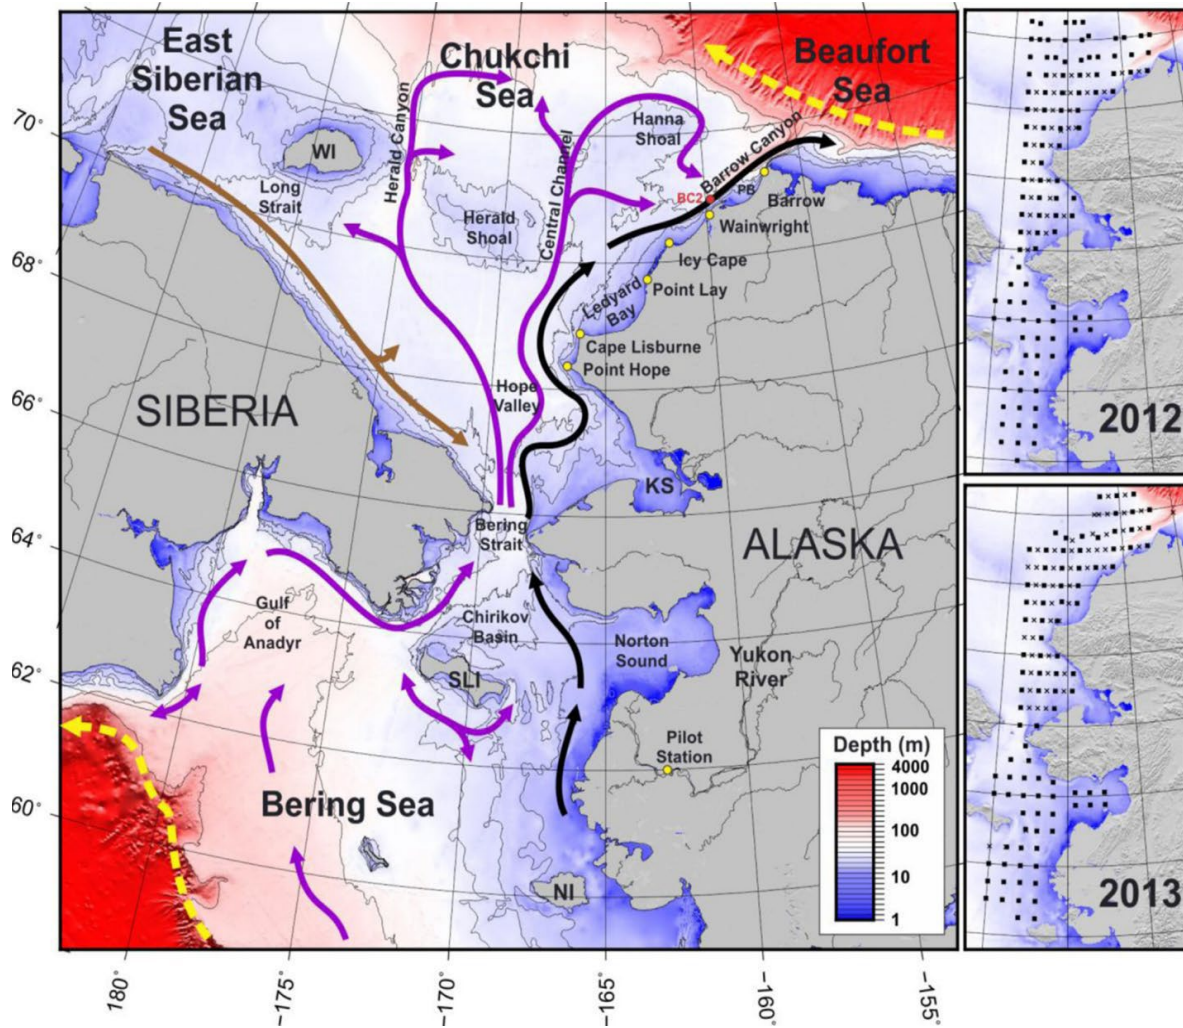 East
Siberian
Sea
Chukchi
Sea
Beaufort
Sea
WI
Long
Strait
Herald Canyon
Herald
Shoal
Central Channel
Hanna
Shoal
Barrow Canyon
BC2
PB
Barrow
Wainwright
Icy Cape
Point Lay
Ledyard
Bay
Cape Lisburne
Point Hope
Hope
Valley
SIBERIA
KS
Bering
Strait
ALASKA
Gulf
of
Anadyr
Chirikov
Basin
SLI
Norton
Sound
Yukon
River
Pilot
Station
Bering Sea
NI
Depth (m)
4000
1000
100
10
1
70°
68°
66°
64°
62°
60°
180°
-175°
-170°
-165°
-160°
-155°
2012
2013